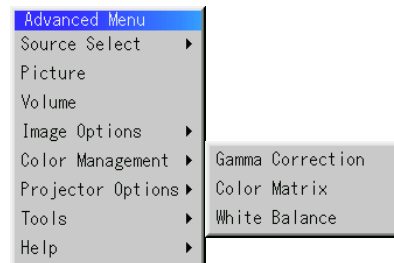 Advanced Menu
Source Select
Picture
Volume
Image Options
Color Management
Projector Options
Tools
Help
Gamma Correction
Color Matrix
White Balance